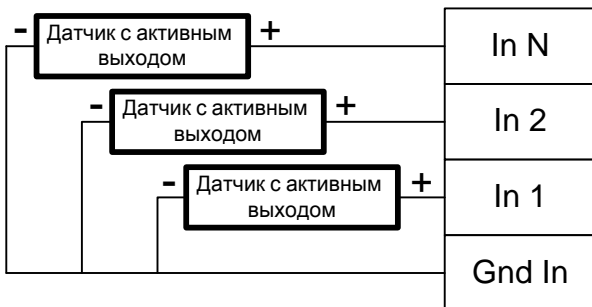 - Датчик с активным +
выходом
In N
- Датчик с активным +
выходом
In 2
- Датчик с активным +
выходом
In 1
Gnd In